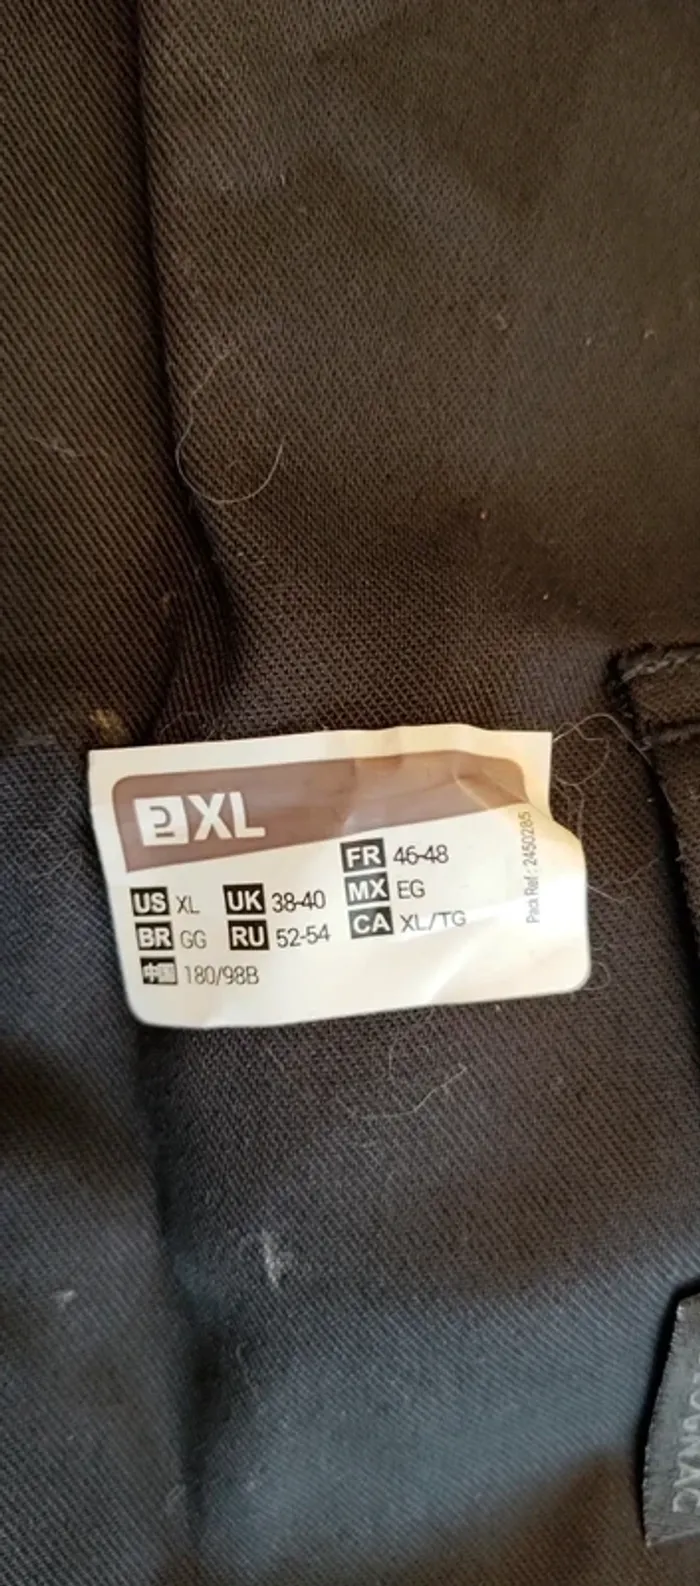 XL
US XL UK 38-40 FR 46-48
BR GG RU 52-54 MX EG
中国 180/98B CA XL/TG
Pack Ref : 2450285